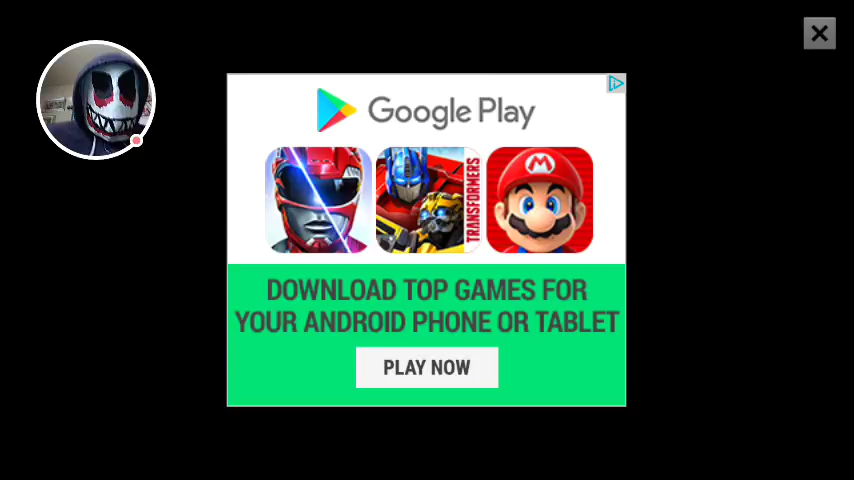 Google Play
TRANSFORMERS
M
DOWNLOAD TOP GAMES FOR
YOUR ANDROID PHONE OR TABLET
PLAY NOW